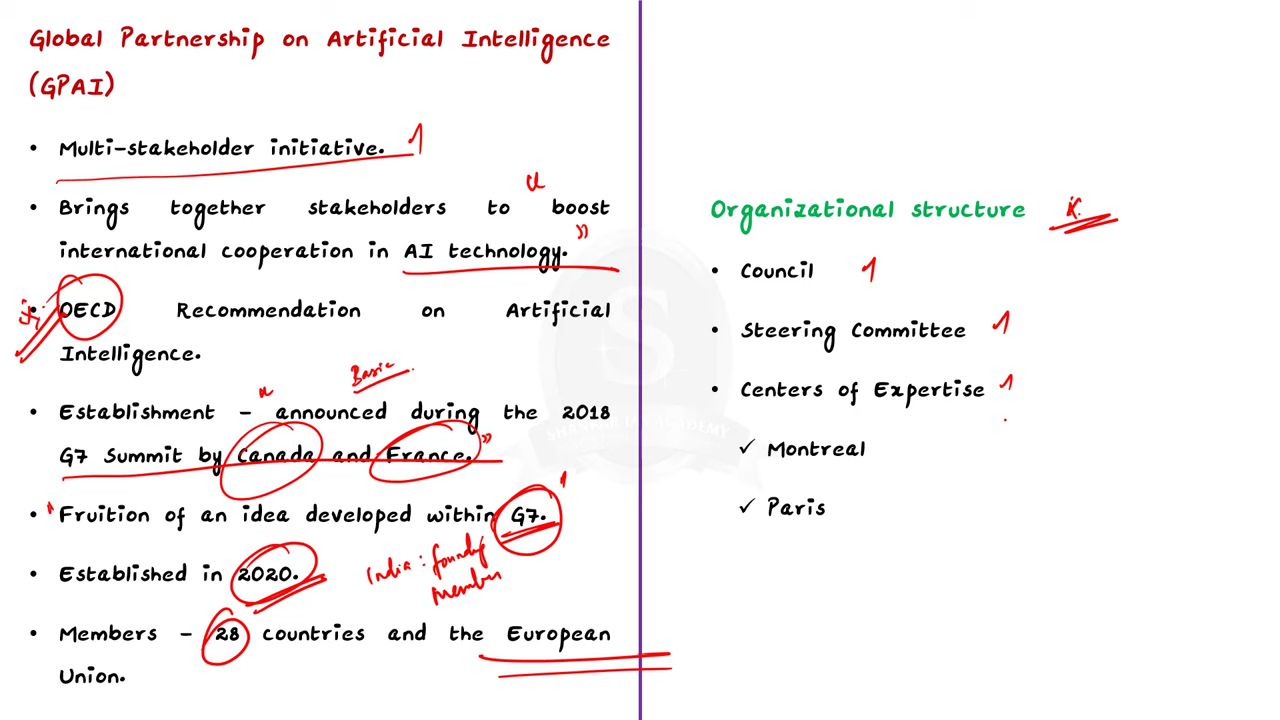 Global Partnership on Artificial Intelligence
(GPAI)
• Multi-stakeholder initiative.
• Brings together stakeholders to boost
international cooperation in AI technology.
• OECD Recommendation on Artificial
Intelligence.
Basic
• Establishment - announced during the 2018
G7 Summit by Canada and France.
• Fruition of an idea developed within G7.
• Established in 2020.
India : founding
member
• Members - 28 countries and the European
Union.
Organizational structure
• Council
• Steering Committee
• Centers of Expertise
✓ Montreal
✓ Paris
SHANKAR IAS ACADEMY